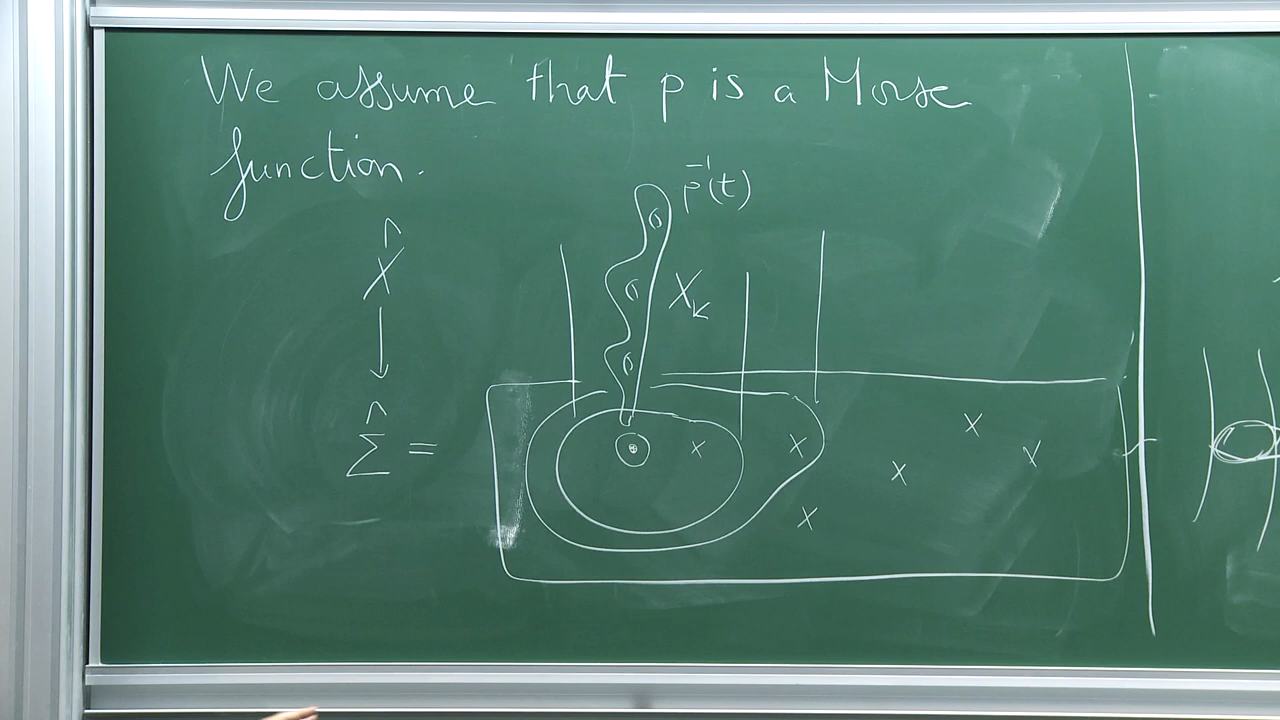 We assume that p is a Morse
function.
p⁻¹(t)
X̂
X_K
↓
Σ̂ =
x
x
x
x
x
x